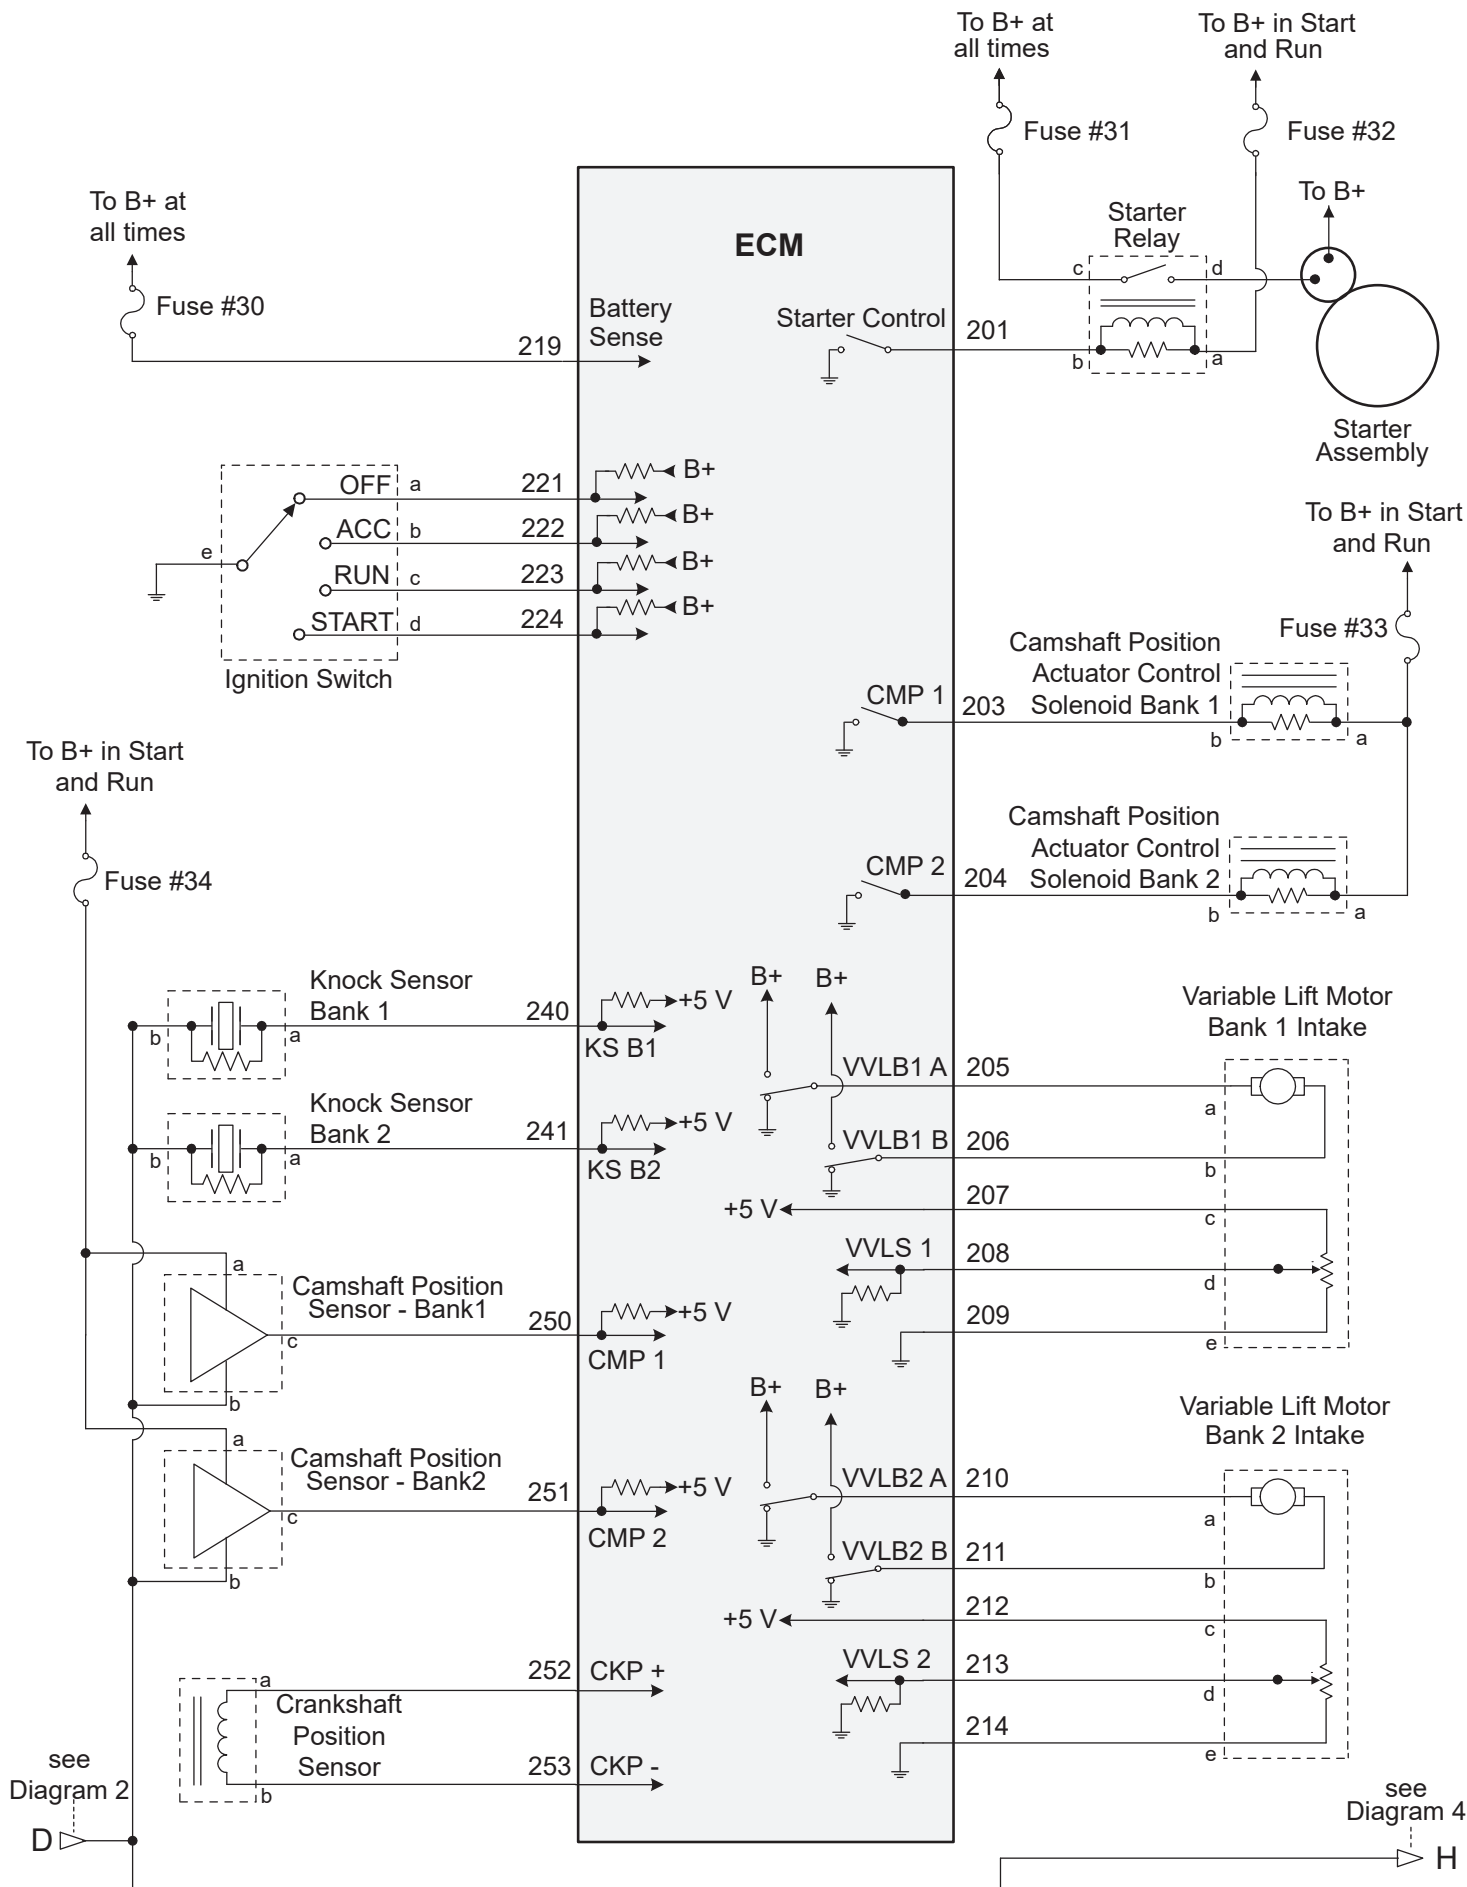 To B+ at
all times
To B+ in Start
and Run
Fuse #31
Fuse #32
To B+ at
all times
To B+
Starter
Relay
ECM
c
d
Fuse #30
Battery
Sense
Starter Control
201
219
b
a
Starter
Assembly
B+
OFF
a
221
B+
ACC
b
222
To B+ in Start
and Run
e
B+
RUN
c
223
B+
START
d
224
Ignition Switch
Fuse #33
Camshaft Position
Actuator Control
Solenoid Bank 1
CMP 1
203
b
a
To B+ in Start
and Run
Camshaft Position
Actuator Control
Solenoid Bank 2
CMP 2
204
b
a
Fuse #34
Knock Sensor
Bank 1
240
+5 V
KS B1
b
a
B+
B+
Variable Lift Motor
Bank 1 Intake
VVLB1 A
205
a
Knock Sensor
Bank 2
241
+5 V
KS B2
b
a
VVLB1 B
206
b
+5 V
207
c
VVLS 1
208
d
209
e
a
Camshaft Position
Sensor - Bank1
250
+5 V
CMP 1
c
b
B+
B+
Variable Lift Motor
Bank 2 Intake
a
Camshaft Position
Sensor - Bank2
251
+5 V
CMP 2
c
b
VVLB2 A
210
a
VVLB2 B
211
b
+5 V
212
c
VVLS 2
213
d
214
e
a
252
CKP +
Crankshaft
Position
Sensor
253
CKP -
b
see
Diagram 2
D
see
Diagram 4
H